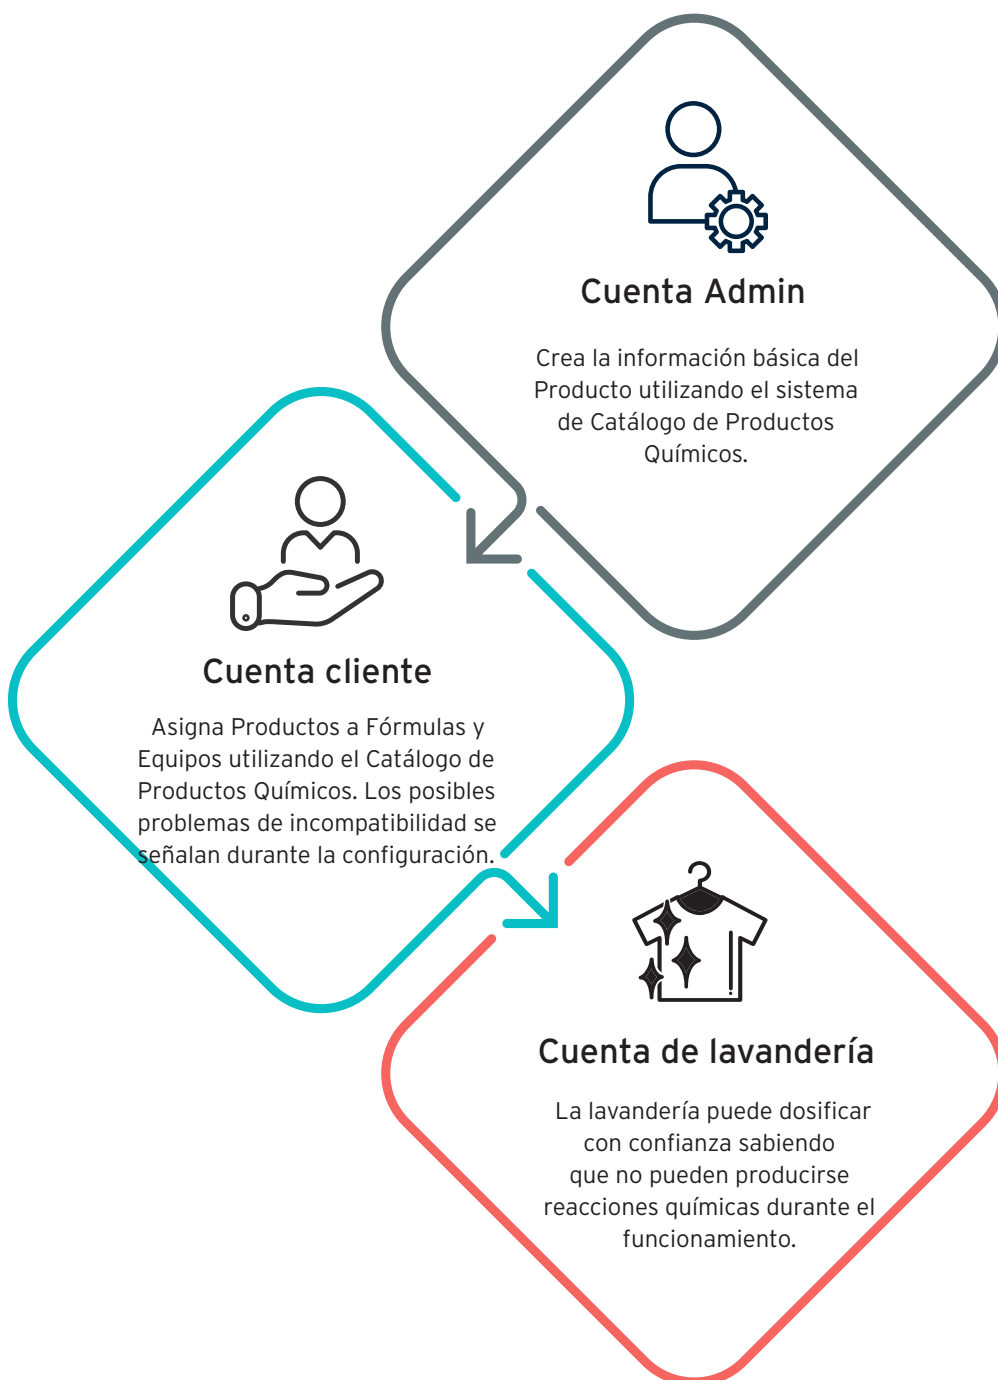 Cuenta Admin
Crea la información básica del
Producto utilizando el sistema
de Catálogo de Productos
Químicos.
Cuenta cliente
Asigna Productos a Fórmulas y
Equipos utilizando el Catálogo de
Productos Químicos. Los posibles
problemas de incompatibilidad se
señalan durante la configuración.
Cuenta de lavandería
La lavandería puede dosificar
con confianza sabiendo
que no pueden producirse
reacciones químicas durante el
funcionamiento.